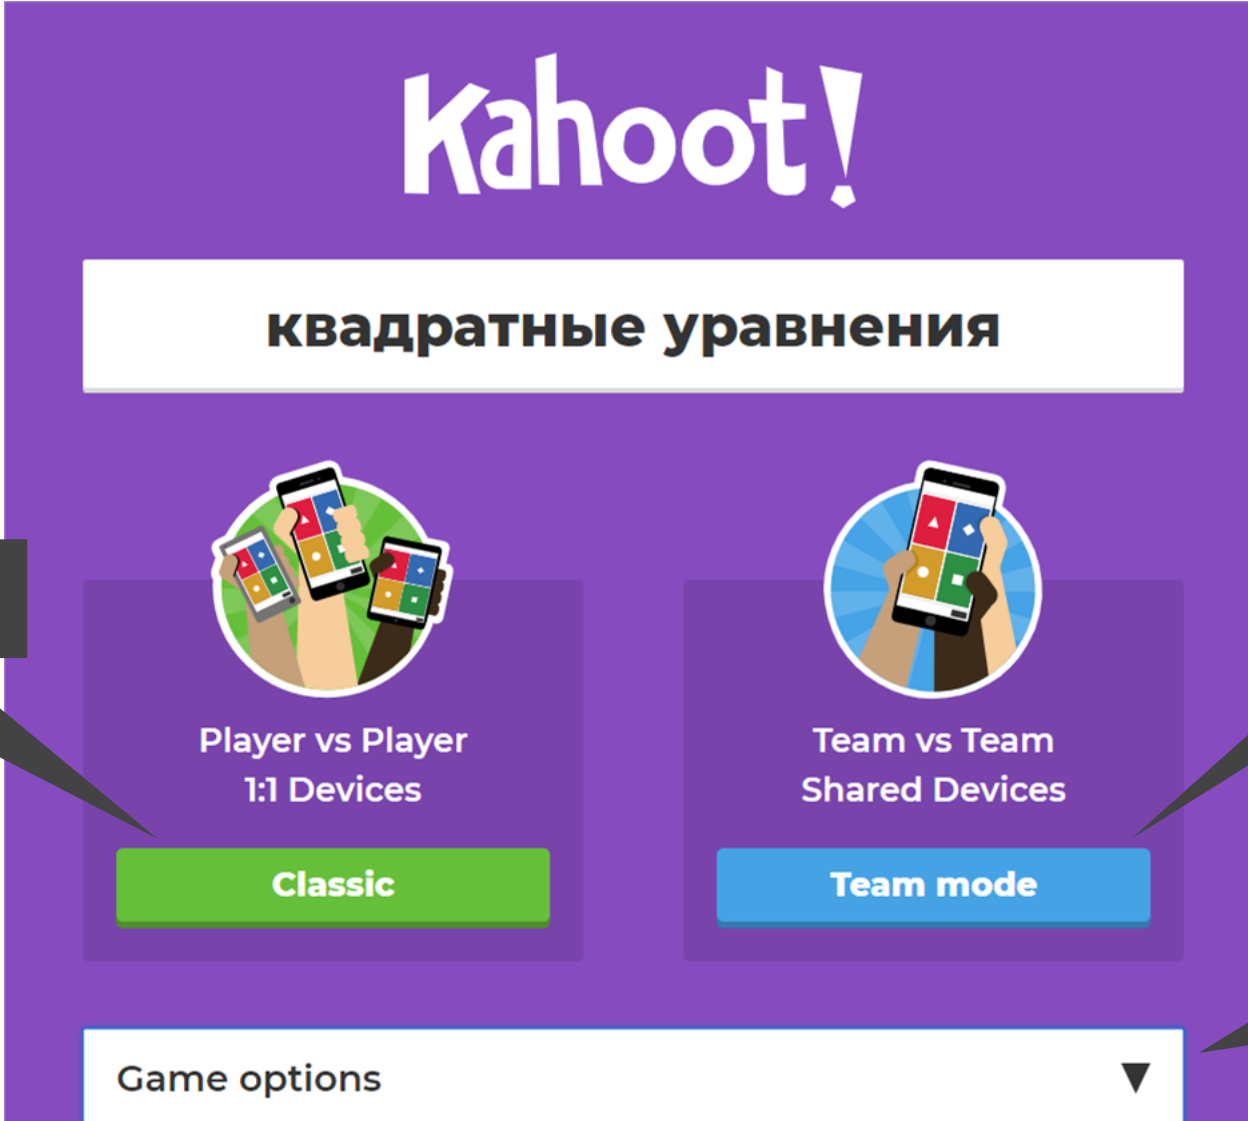 Kahoot!
квадратные уравнения
Player vs Player
1:1 Devices
Classic
Team vs Team
Shared Devices
Team mode
Game options